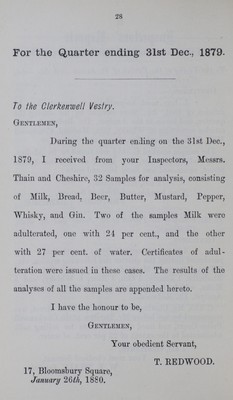 28
For the Quarter ending 31st Dec., 1879.
To the Clerkenwell Vestry.
GENTLEMEN,
During the quarter ending on the 31st Dec.,
1879, I received from your Inspectors, Messrs.
Thain and Cheshire, 32 Samples for analysis, consisting
of Milk, Bread, Beer, Butter, Mustard, Pepper,
Whisky, and Gin. Two of the samples Milk were
adulterated, one with 24 per cent., and the other
with 27 per cent. of water. Certificates of adul-
teration were issued in these cases. The results of the
analyses of all the samples are appended hereto.
I have the honour to be,
GENTLEMEN,
Your obedient Servant,
T. REDWOOD.
17, Bloomsbury Square,
January 26th, 1880.